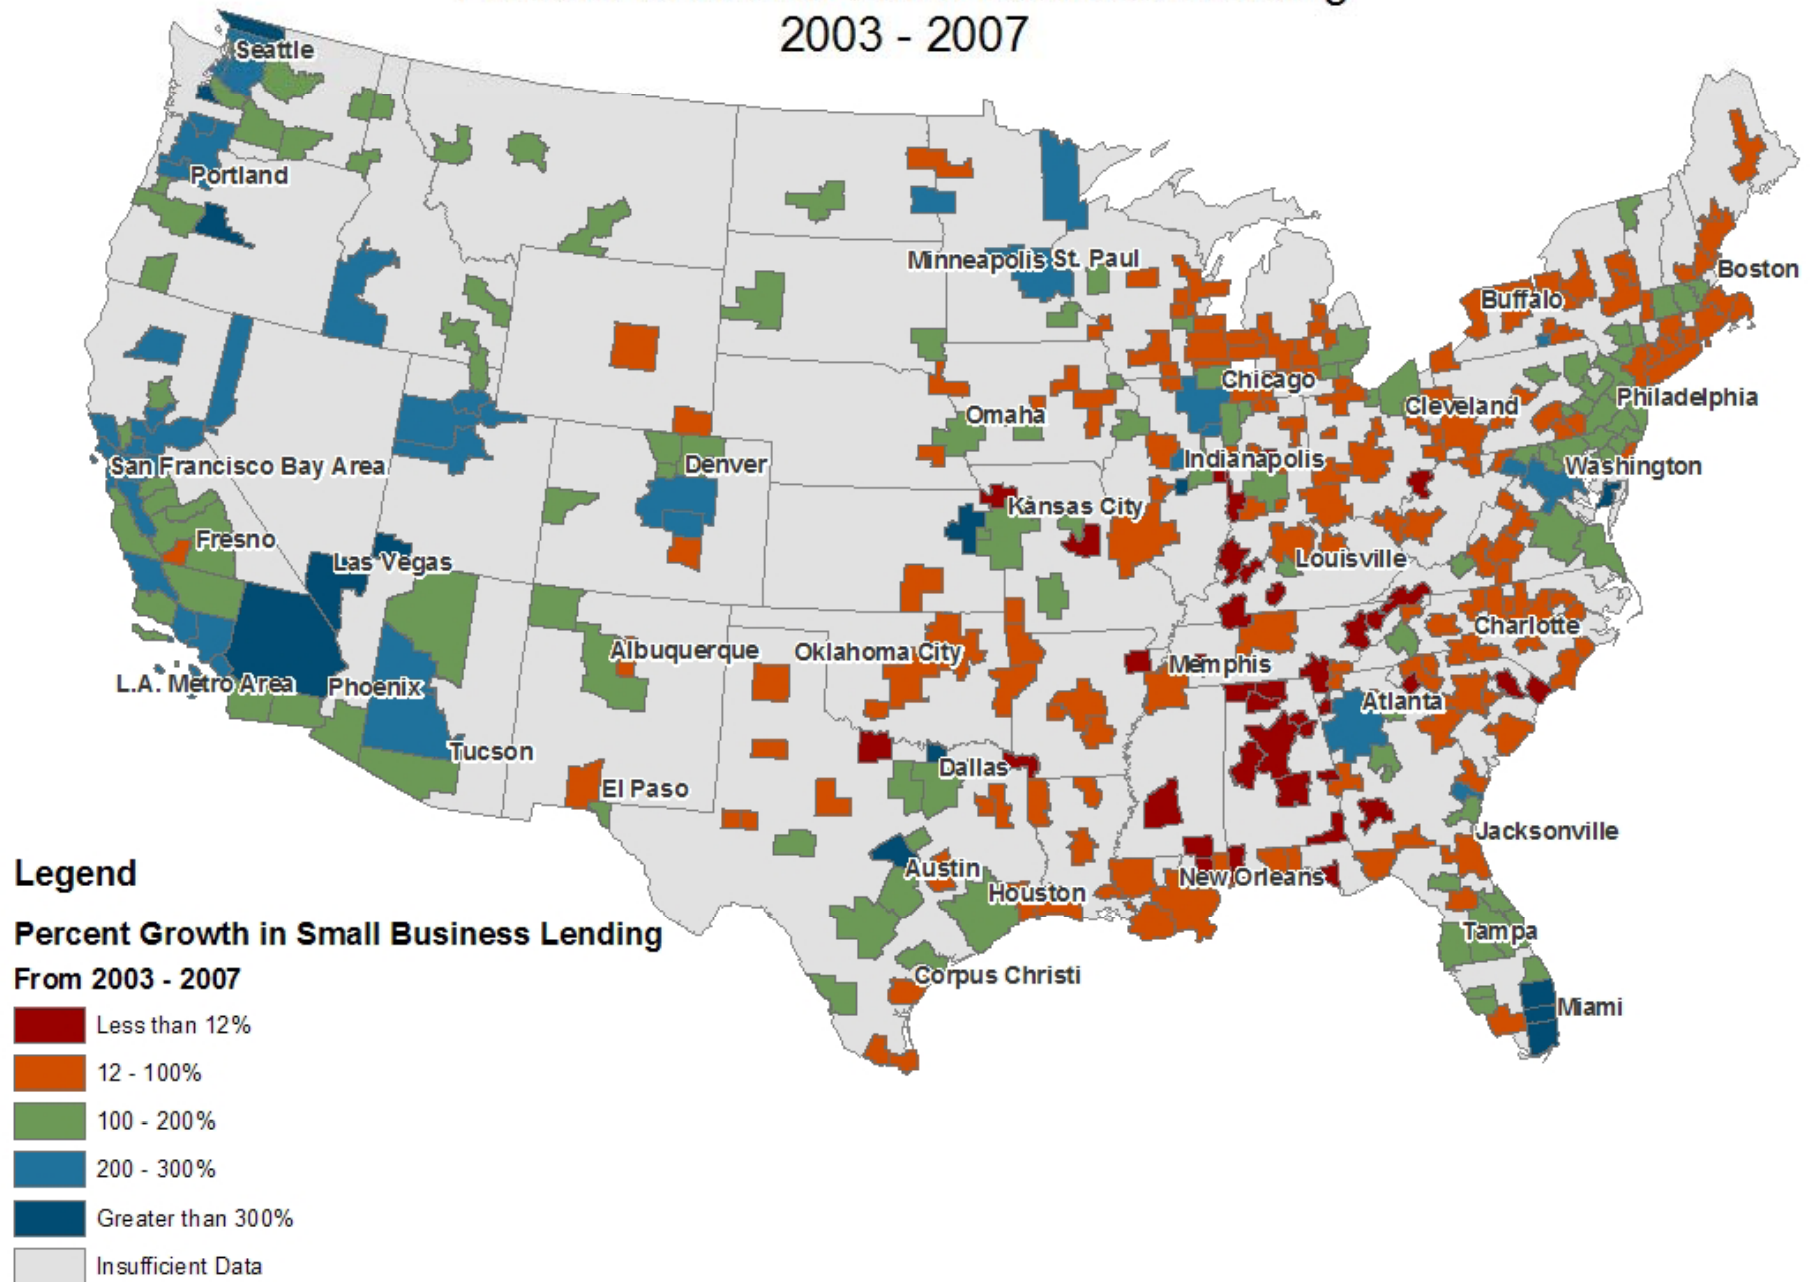 2003 - 2007
Seattle
Portland
Minneapolis St. Paul
Boston
Buffalo
Chicago
Cleveland
Philadelphia
Omaha
San Francisco Bay Area
Denver
Indianapolis
Washington
Kansas City
Fresno
Las Vegas
Louisville
Albuquerque
Oklahoma City
Memphis
Charlotte
L.A. Metro Area
Phoenix
Atlanta
Tucson
Dallas
El Paso
Jacksonville
Austin
Houston
New Orleans
Tampa
Corpus Christi
Miami
Legend
Percent Growth in Small Business Lending
From 2003 - 2007
Less than 12%
12 - 100%
100 - 200%
200 - 300%
Greater than 300%
Insufficient Data